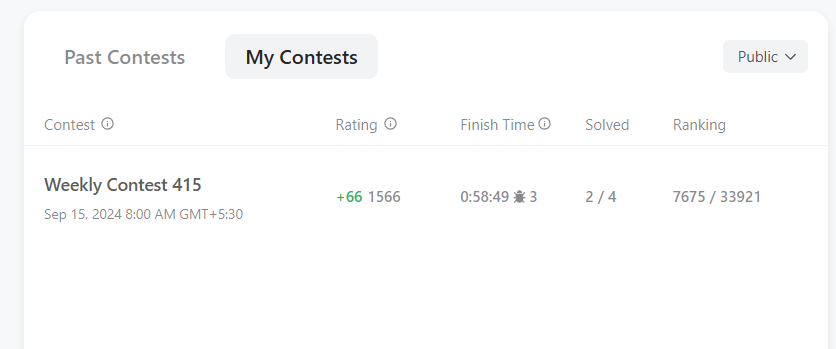 Past Contests My Contests Public
Contest Rating Finish Time Solved Ranking
Weekly Contest 415
+66 1566 0:58:49 3 2 / 4 7675 / 33921
Sep 15, 2024 8:00 AM GMT+5:30